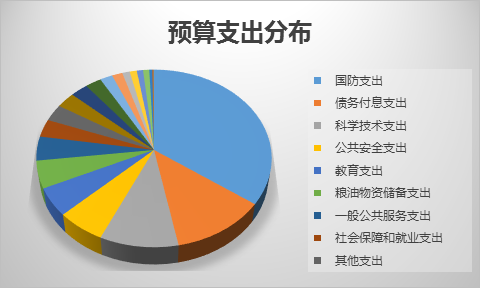 预算支出分布
国防支出
债务付息支出
科学技术支出
公共安全支出
教育支出
粮油物资储备支出
一般公共服务支出
社会保障和就业支出
其他支出